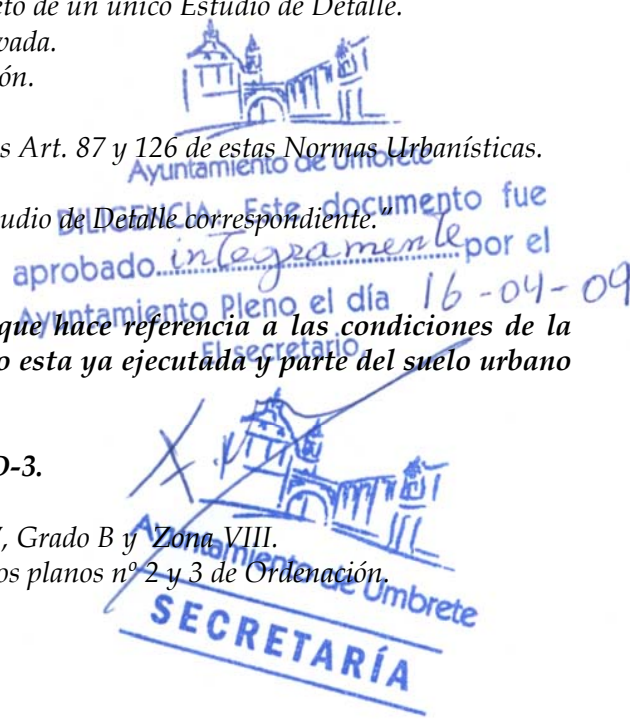 eto de un único Estudio de Detalle.
vada.
ón.
s Art. 87 y 126 de estas Normas Urbanísticas.
Ayuntamiento de Umbrete
udio de Detalle correspondiente."
DILIGENCIA: Este documento fue
aprobado integramente por el
Ayuntamiento Pleno el día 16-04-09
que hace referencia a las condiciones de la
El secretario,
o esta ya ejecutada y parte del suelo urbano
D-3.
, Grado B y Zona VIII.
os planos nº 2 y 3 de Ordenación.
Ayuntamiento de Umbrete
SECRETARÍA